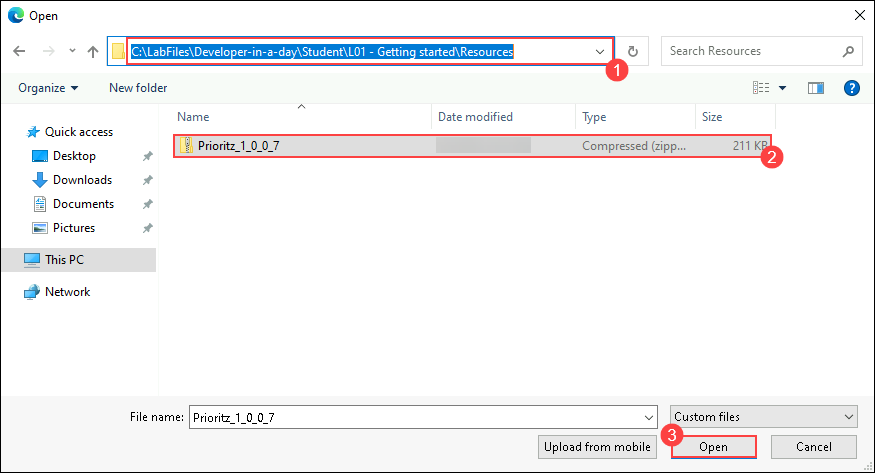 Open
C:\LabFiles\Developer-in-a-day\Student\L01 - Getting started\Resources
Search Resources
1
Organize
New folder
?
Name
Date modified
Type
Size
Quick access
Desktop
Downloads
Documents
Pictures
This PC
Network
Prioritz_1_0_0_7
Compressed (zipp...
211 KB
2
File name:
Prioritz_1_0_0_7
Custom files
3
Upload from mobile
Open
Cancel